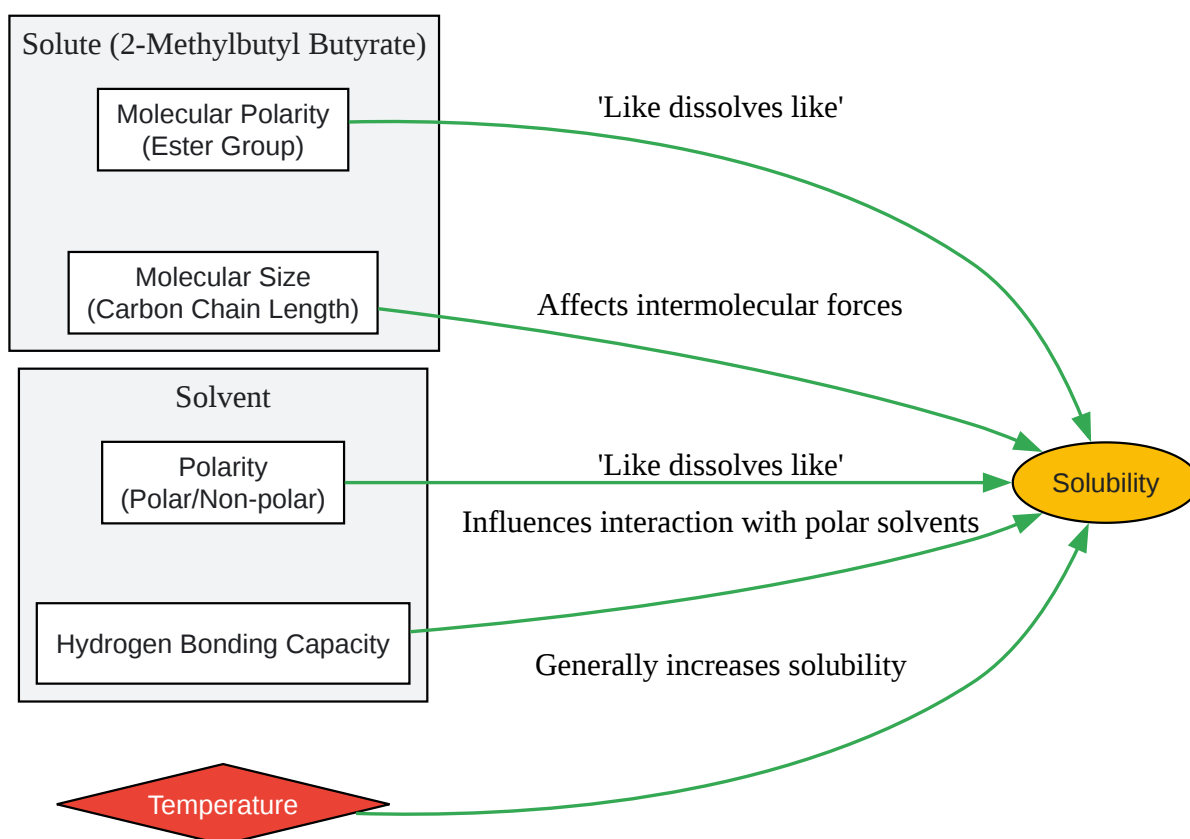 Solute (2-Methylbutyl Butyrate)
Molecular Polarity
(Ester Group)
'Like dissolves like'
Molecular Size
(Carbon Chain Length)
Affects intermolecular forces
Solvent
Polarity
(Polar/Non-polar)
'Like dissolves like'
Solubility
Influences interaction with polar solvents
Hydrogen Bonding Capacity
Generally increases solubility
Temperature